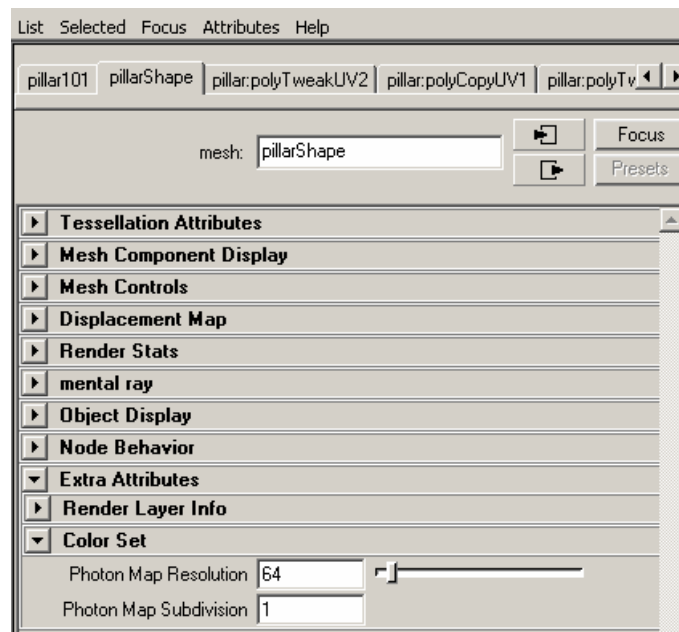 List Selected Focus Attributes Help
pillar101 pillarShape pillar:polyTweakUV2 pillar:polyCopyUV1 pillar:polyTv
mesh: pillarShape Focus
Presets
Tessellation Attributes
Mesh Component Display
Mesh Controls
Displacement Map
Render Stats
mental ray
Object Display
Node Behavior
Extra Attributes
Render Layer Info
Color Set
Photon Map Resolution 64
Photon Map Subdivision 1